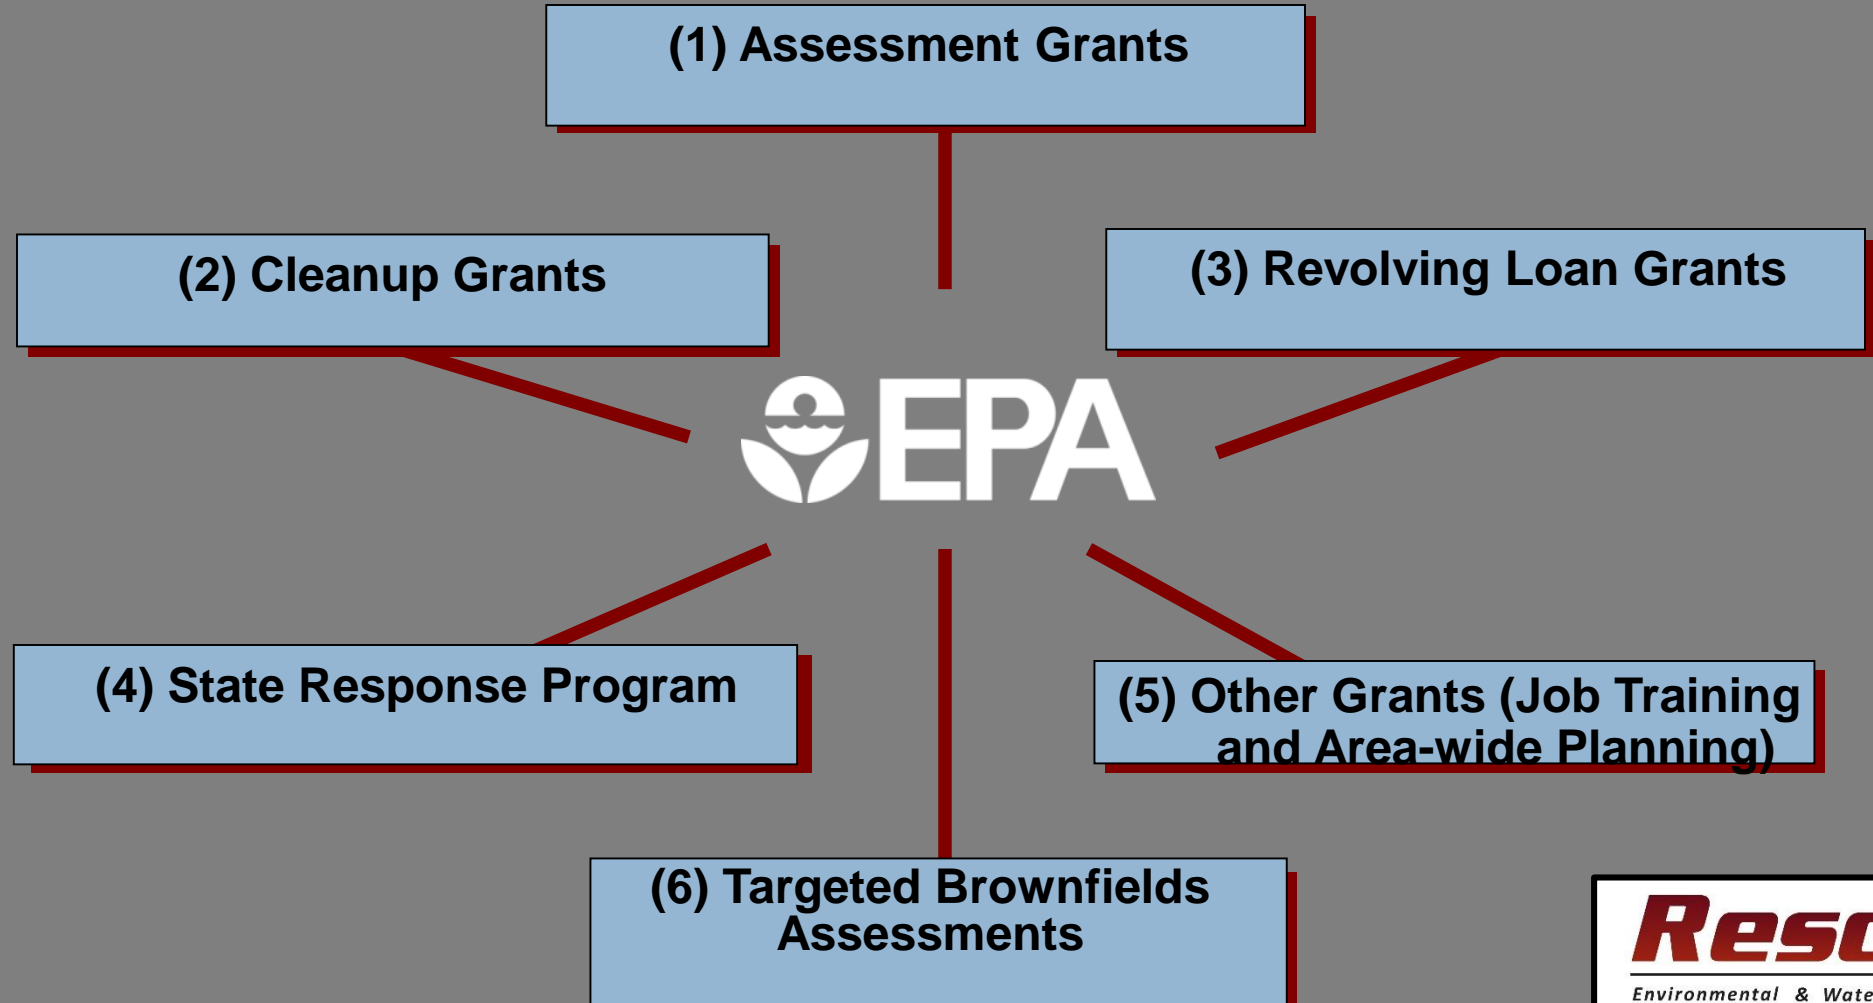 (1) Assessment Grants
(2) Cleanup Grants
(3) Revolving Loan Grants
EPA
(4) State Response Program
(5) Other Grants (Job Training
and Area-wide Planning)
(6) Targeted Brownfields
Assessments
Environmental &